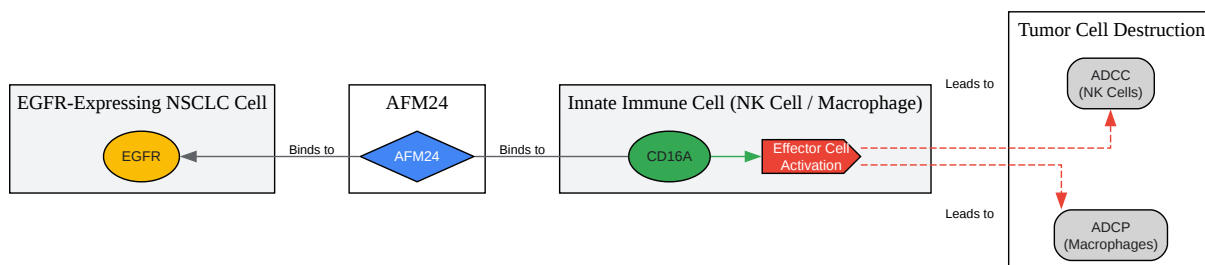 EGFR-Expressing NSCLC Cell
EGFR
Binds to
AFM24
AFM24
Binds to
Innate Immune Cell (NK Cell / Macrophage)
CD16A
Effector Cell
Activation
Leads to
Leads to
Tumor Cell Destruction
ADCC
(NK Cells)
ADCP
(Macrophages)